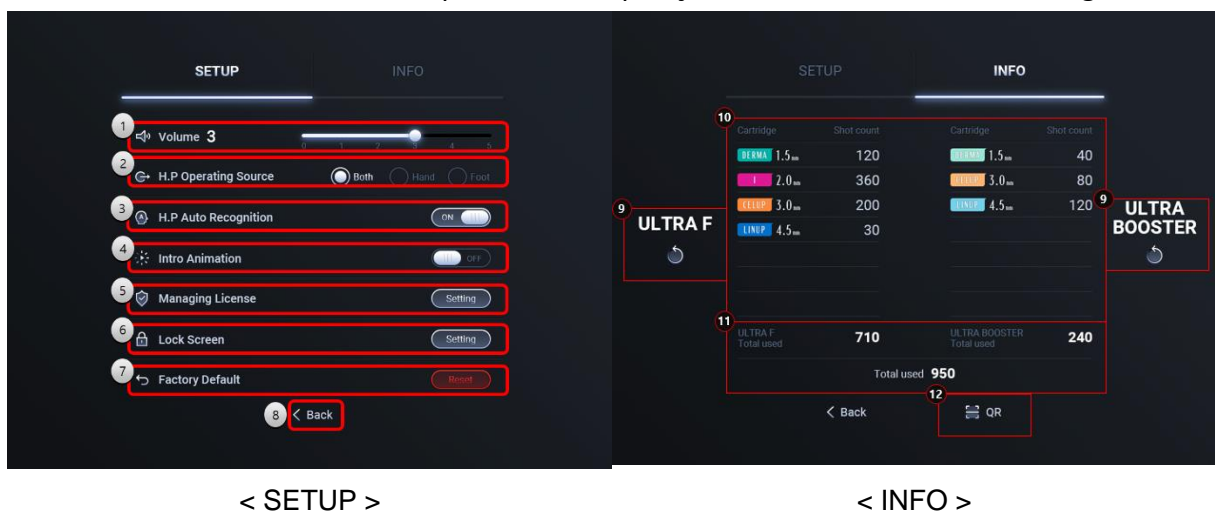 SETUP INFO
1 Volume 3
0 1 2 3 4 5
2 H.P Operating Source Both Hand Foot
3 H.P Auto Recognition ON
4 Intro Animation OFF
5 Managing License Setting
6 Lock Screen Setting
7 Factory Default Reset
8 < Back
< SETUP >
SETUP INFO
10
Cartridge Shot count Cartridge Shot count
DERMA 1.5mm 120 DERMA 1.5mm 40
I 2.0mm 360 CELLUP 3.0mm 80
CELLUP 3.0mm 200 LINUP 4.5mm 120
LINUP 4.5mm 30
9 ULTRA F
9 ULTRA
BOOSTER
11
ULTRA F
Total used 710
ULTRA BOOSTER
Total used 240
Total used 950
12
< Back QR
< INFO >